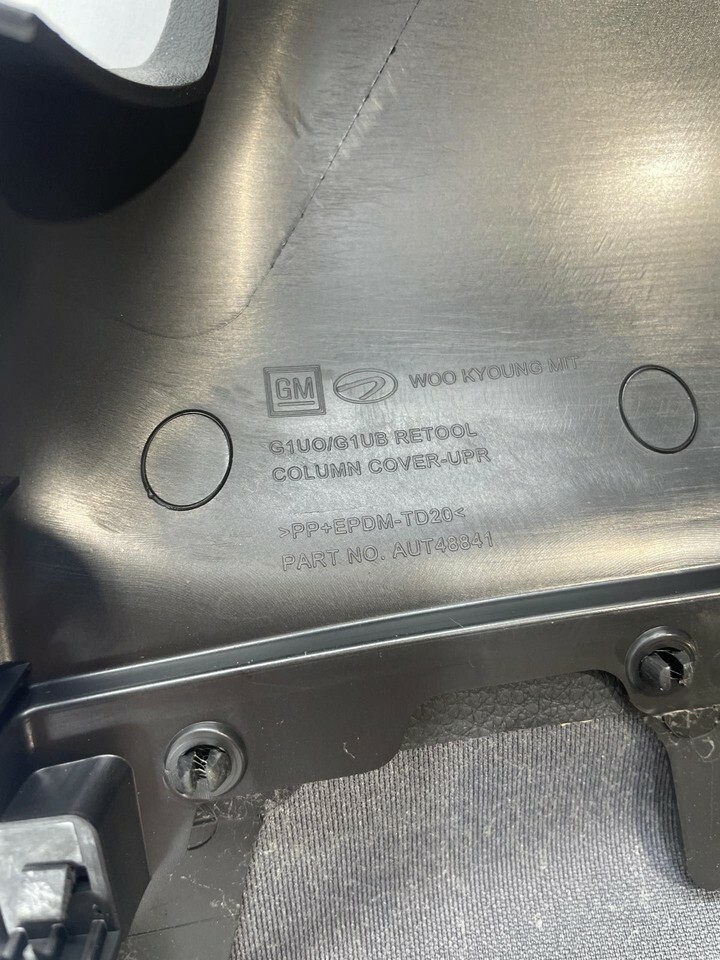 GM WOO KYOUNG MIT
G1UO/G1UB RETOOL
COLUMN COVER-UPR
>PP+EPDM-TD20<
PART NO. AUT48841